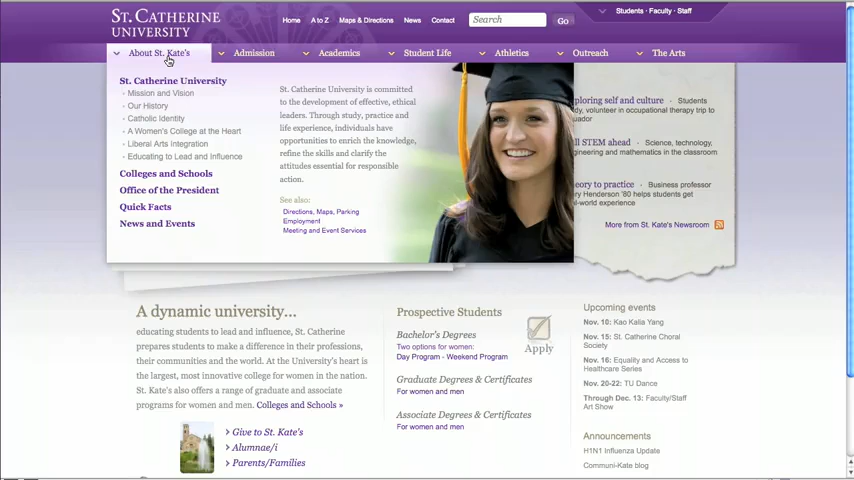 ST. CATHERINE
UNIVERSITY
Home A to Z Maps & Directions News Contact
Search
Go
Students · Faculty · Staff
About St. Kate's Admission Academics Student Life Athletics Outreach The Arts
St. Catherine University
Mission and Vision
Our History
Catholic Identity
A Women's College at the Heart
Liberal Arts Integration
Educating to Lead and Influence
Colleges and Schools
Office of the President
Quick Facts
News and Events
St. Catherine University is committed
to the development of effective, ethical
leaders. Through study, practice and
life experience, individuals have
opportunities to enrich the knowledge,
refine the skills and clarify the
attitudes essential for responsible
action.
See also:
Directions, Maps, Parking
Employment
Meeting and Event Services
ploring self and culture · Students
dy, volunteer in occupational therapy trip to
uador
ll STEM ahead · Science, technology,
gineering and mathematics in the classroom
eory to practice · Business professor
ry Henderson '80 helps students get
l-world experience
More from St. Kate's Newsroom
A dynamic university...
educating students to lead and influence, St. Catherine
prepares students to make a difference in their professions,
their communities and the world. At the University's heart is
the largest, most innovative college for women in the nation.
St. Kate's also offers a range of graduate and associate
programs for women and men. Colleges and Schools »
Give to St. Kate's
Alumnae/i
Parents/Families
Prospective Students
Bachelor's Degrees
Two options for women:
Day Program - Weekend Program
Graduate Degrees & Certificates
For women and men
Associate Degrees & Certificates
For women and men
Apply
Upcoming events
Nov. 10: Kao Kalia Yang
Nov. 15: St. Catherine Choral
Society
Nov. 16: Equality and Access to
Healthcare Series
Nov. 20-22: TU Dance
Through Dec. 13: Faculty/Staff
Art Show
Announcements
H1N1 Influenza Update
Communi-Kate blog